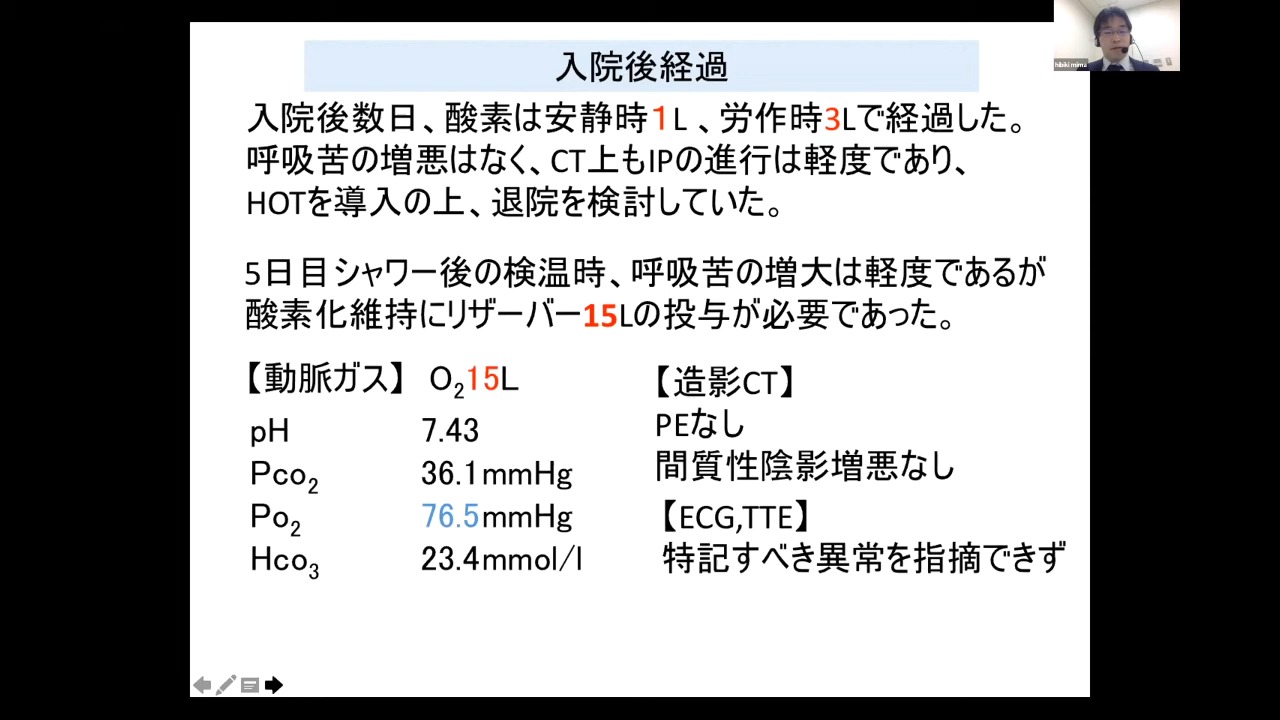 入院後経過
hibiki mima
入院後数日、酸素は安静時1L、労作時3Lで経過した。
呼吸苦の増悪はなく、CT上もIPの進行は軽度であり、
HOTを導入の上、退院を検討していた。
5日目シャワー後の検温時、呼吸苦の増大は軽度であるが
酸素化維持にリザーバー15Lの投与が必要であった。
【動脈ガス】 O₂15L
pH 7.43
Pco₂ 36.1mmHg
Po₂ 76.5mmHg
Hco₃ 23.4mmol/l
【造影CT】
PEなし
間質性陰影増悪なし
【ECG,TTE】
特記すべき異常を指摘できず